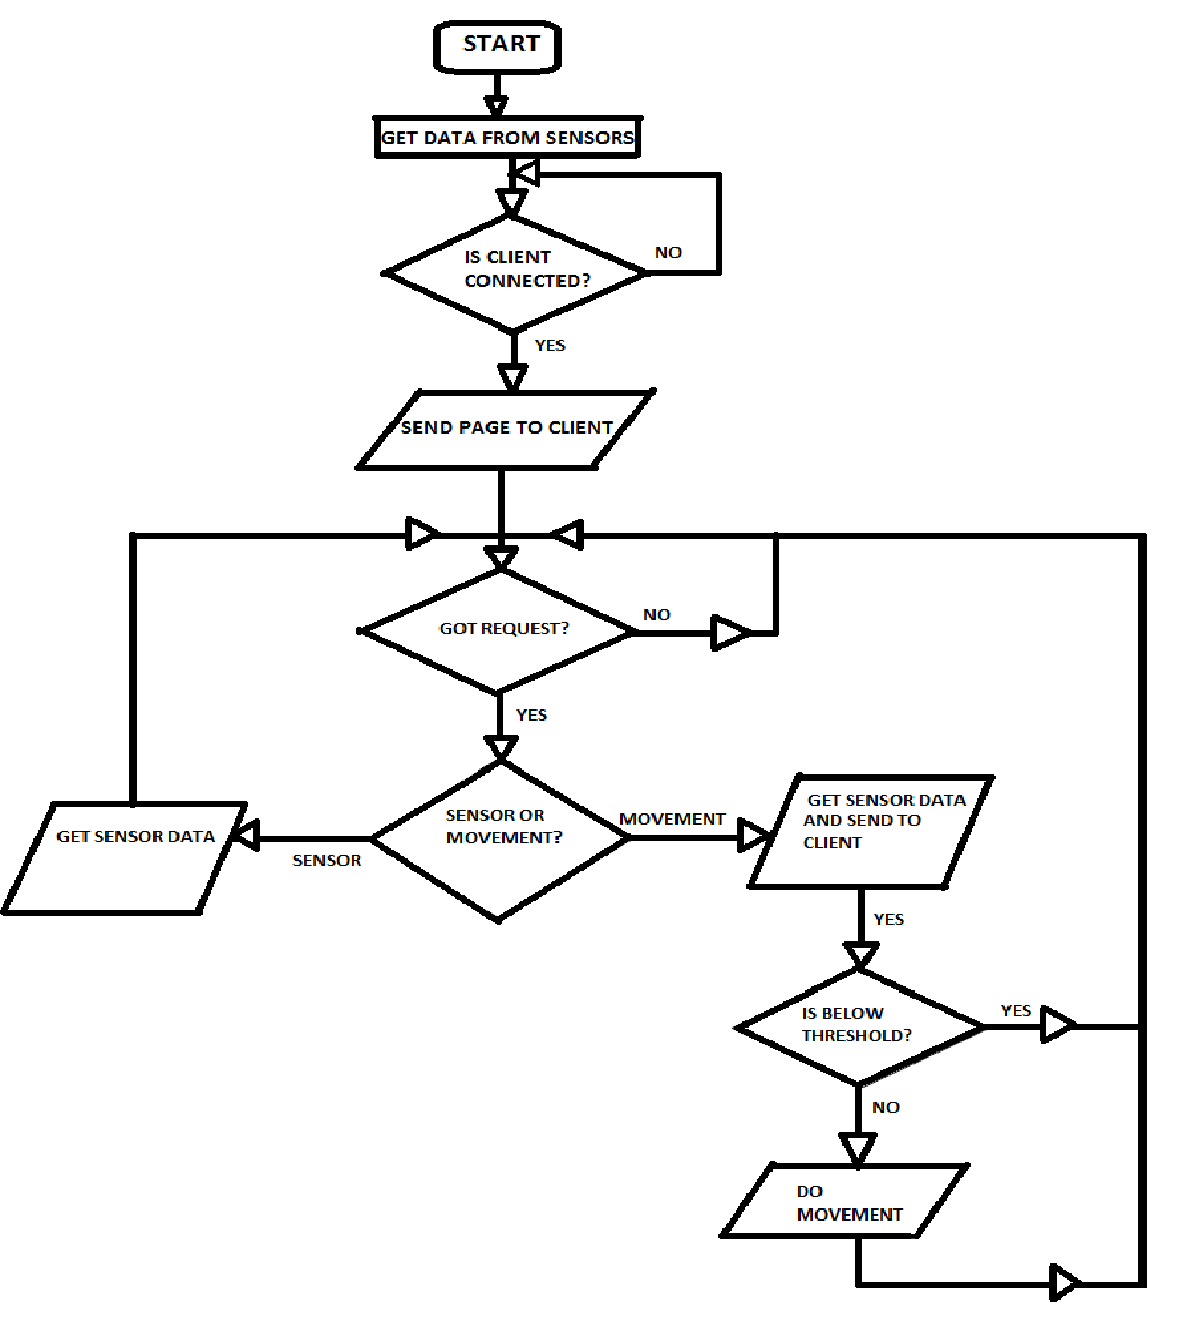 START
GET DATA FROM SENSORS
IS CLIENT
CONNECTED?
NO
YES
SEND PAGE TO CLIENT
GOT REQUEST?
NO
YES
SENSOR OR
MOVEMENT?
SENSOR
GET SENSOR DATA
MOVEMENT
GET SENSOR DATA
AND SEND TO
CLIENT
YES
IS BELOW
THRESHOLD?
YES
NO
DO
MOVEMENT